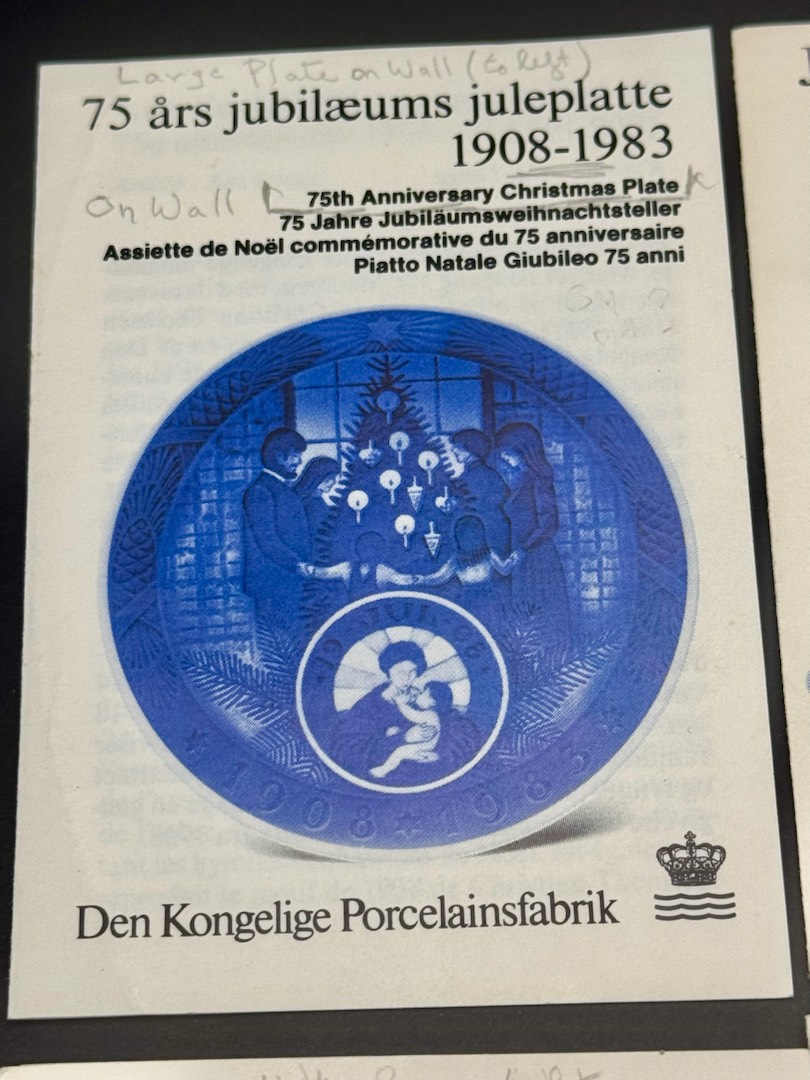 Large Plate on Wall (to left)
75 års jubilæums juleplatte
1908-1983
On Wall
75th Anniversary Christmas Plate
75 Jahre Jubiläumsweihnachtsteller
Assiette de Noël commémorative du 75 anniversaire
Piatto Natale Giubileo 75 anni
1908 * 1983
Den Kongelige Porcelainsfabrik